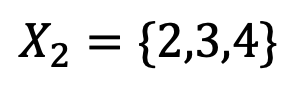 X₂ = {2,3,4}